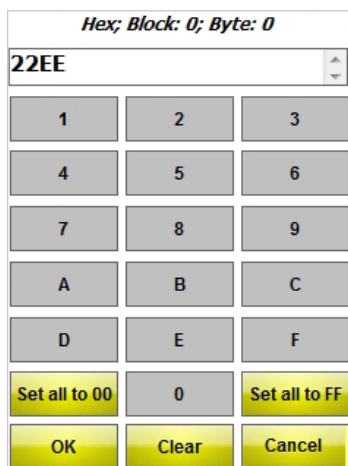 Hex; Block: 0; Byte: 0
22EE
1 2 3
4 5 6
7 8 9
A B C
D E F
Set all to 00 0 Set all to FF
OK Clear Cancel